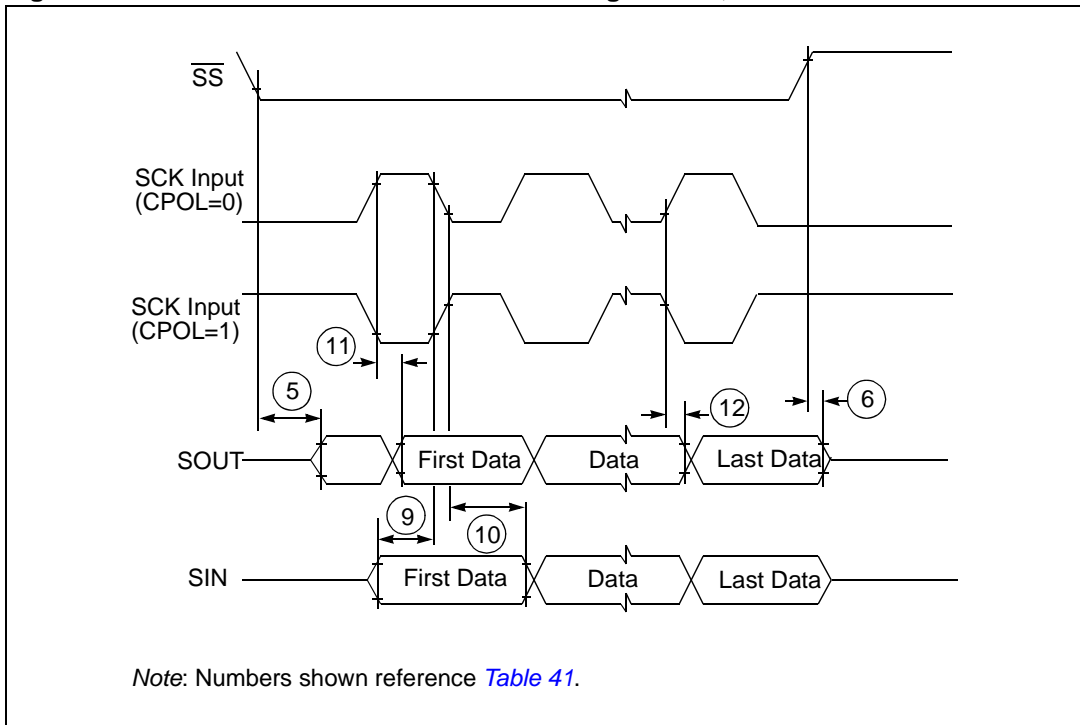 SS
SCK Input
(CPOL=0)
SCK Input
(CPOL=1)
11
5
12
6
SOUT
First Data
Data
Last Data
9
10
SIN
First Data
Data
Last Data
Note: Numbers shown reference Table 41.